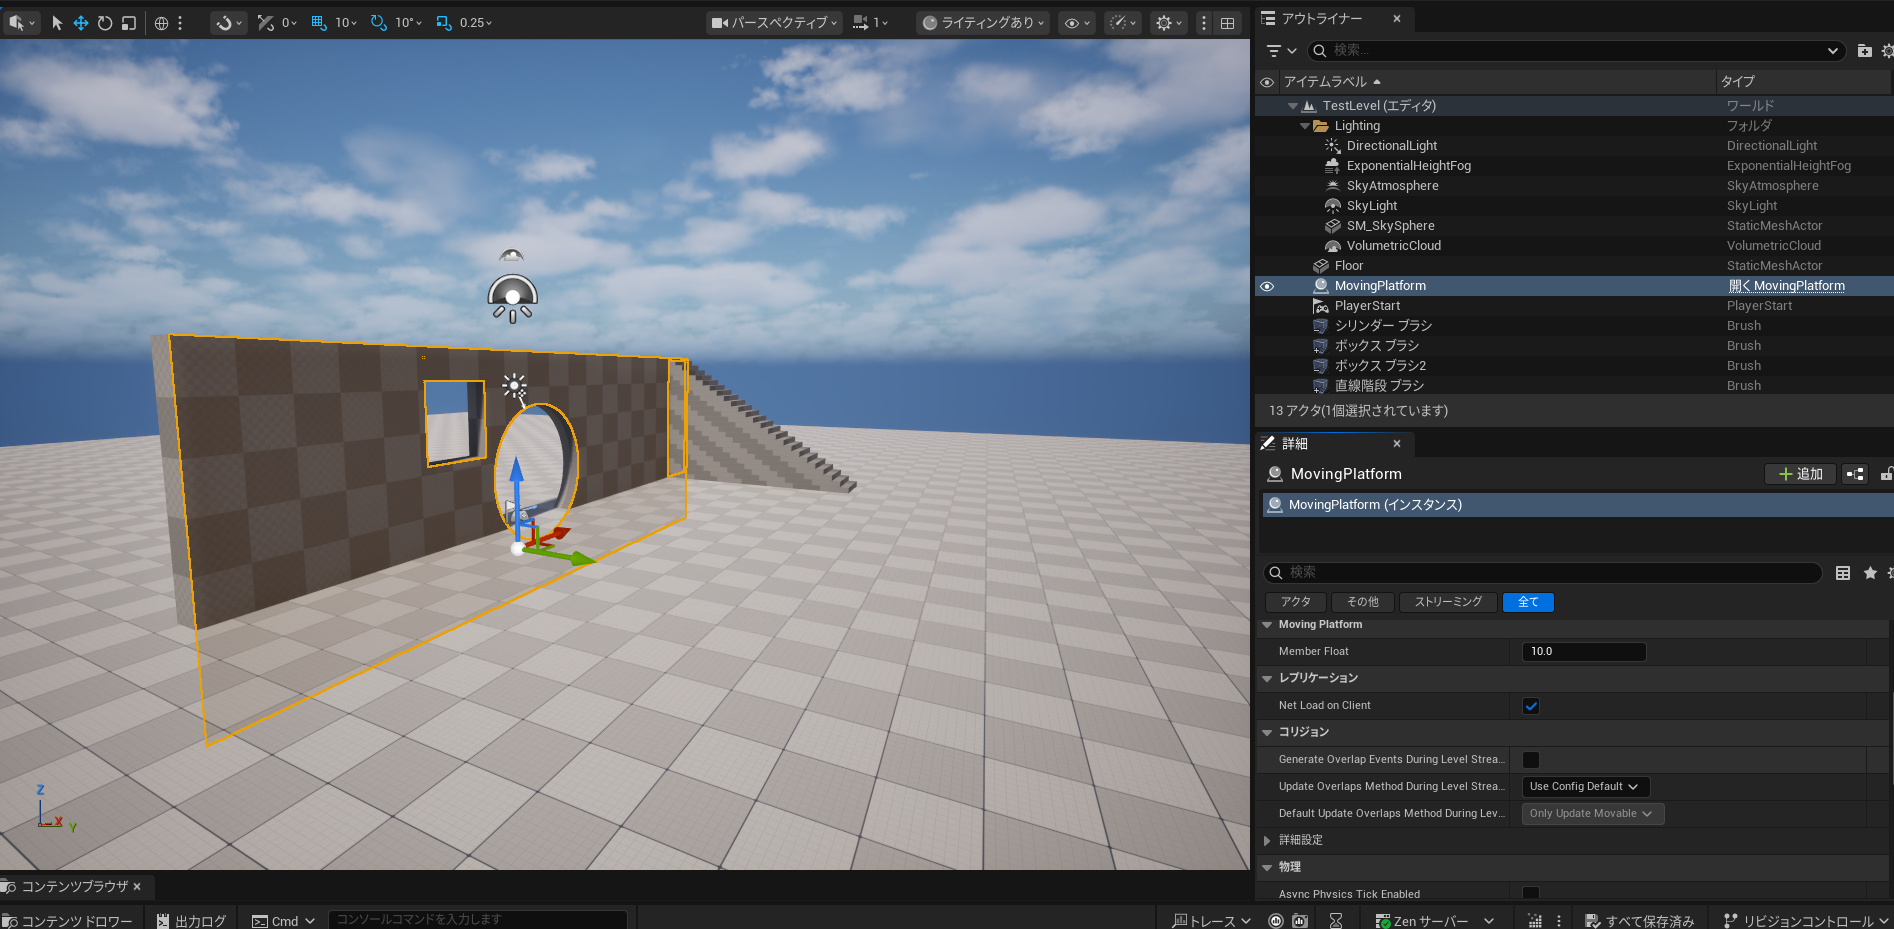 0
10
10°
0.25
パースペクティブ
1
ライティングあり
Z
X
Y
アウトライナー
検索...
アイテムラベル
タイプ
TestLevel (エディタ)
ワールド
Lighting
フォルダ
DirectionalLight
DirectionalLight
ExponentialHeightFog
ExponentialHeightFog
SkyAtmosphere
SkyAtmosphere
SkyLight
SkyLight
SM_SkySphere
StaticMeshActor
VolumetricCloud
VolumetricCloud
Floor
StaticMeshActor
MovingPlatform
開くMovingPlatform
PlayerStart
PlayerStart
シリンダー ブラシ
Brush
ボックス ブラシ
Brush
ボックス ブラシ2
Brush
直線階段 ブラシ
Brush
13 アクタ(1個選択されています)
詳細
MovingPlatform
追加
MovingPlatform (インスタンス)
検索
アクタ
その他
ストリーミング
全て
Moving Platform
Member Float
10.0
レプリケーション
Net Load on Client
コリジョン
Generate Overlap Events During Level Strea...
Update Overlaps Method During Level Strea...
Use Config Default
Default Update Overlaps Method During Lev...
Only Update Movable
詳細設定
物理
Async Physics Tick Enabled
コンテンツブラウザ
コンテンツ ドロワー
出力ログ
Cmd
コンソールコマンドを入力します
トレース
Zen サーバー
すべて保存済み
リビジョンコントロール